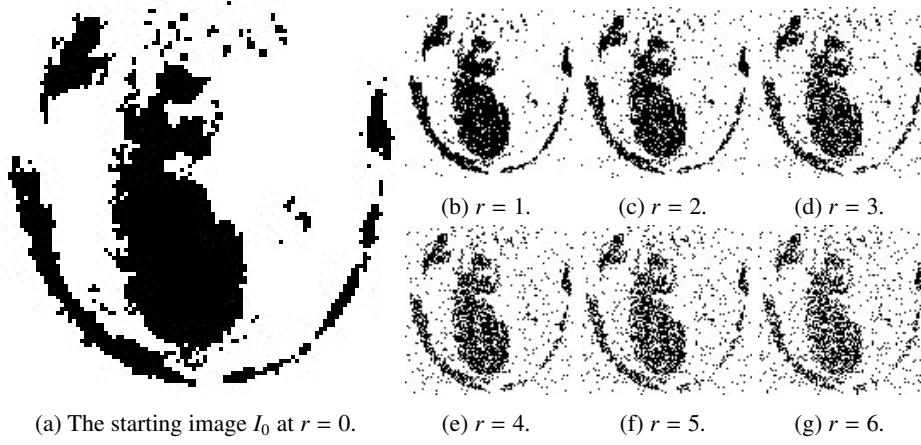 (b) r = 1. (c) r = 2. (d) r = 3.
(a) The starting image I₀ at r = 0. (e) r = 4. (f) r = 5. (g) r = 6.